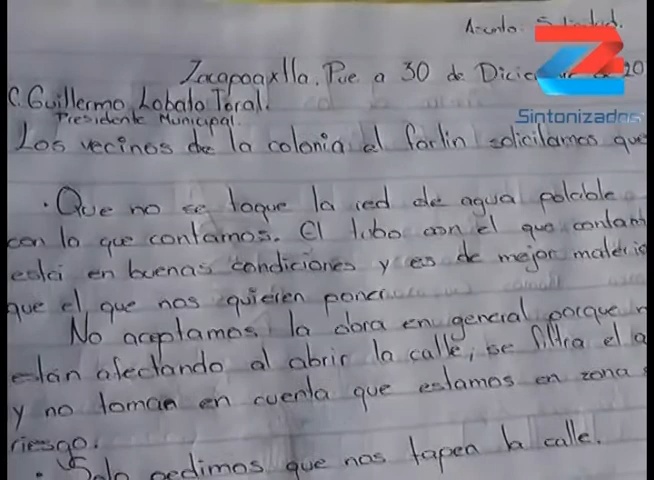 Asunto: Solicitud.
Zacapoaxtla, Pue a 30 de Dici
C. Guillermo Lobato Toral.
Presidente Municipal.
Sintonizados
Los vecinos de la colonia el fortin solicitamos que
· Que no se toque la red de agua potable
con la que contamos. El tubo con el que contam
está en buenas condiciones y es de mejor materia
que el que nos quieren poner.
No aceptamos la obra en general porque n
están afectando al abrir la calle, se filtra el a
y no toman en cuenta que estamos en zona
riesgo.
· Solo pedimos que nos tapen la calle.